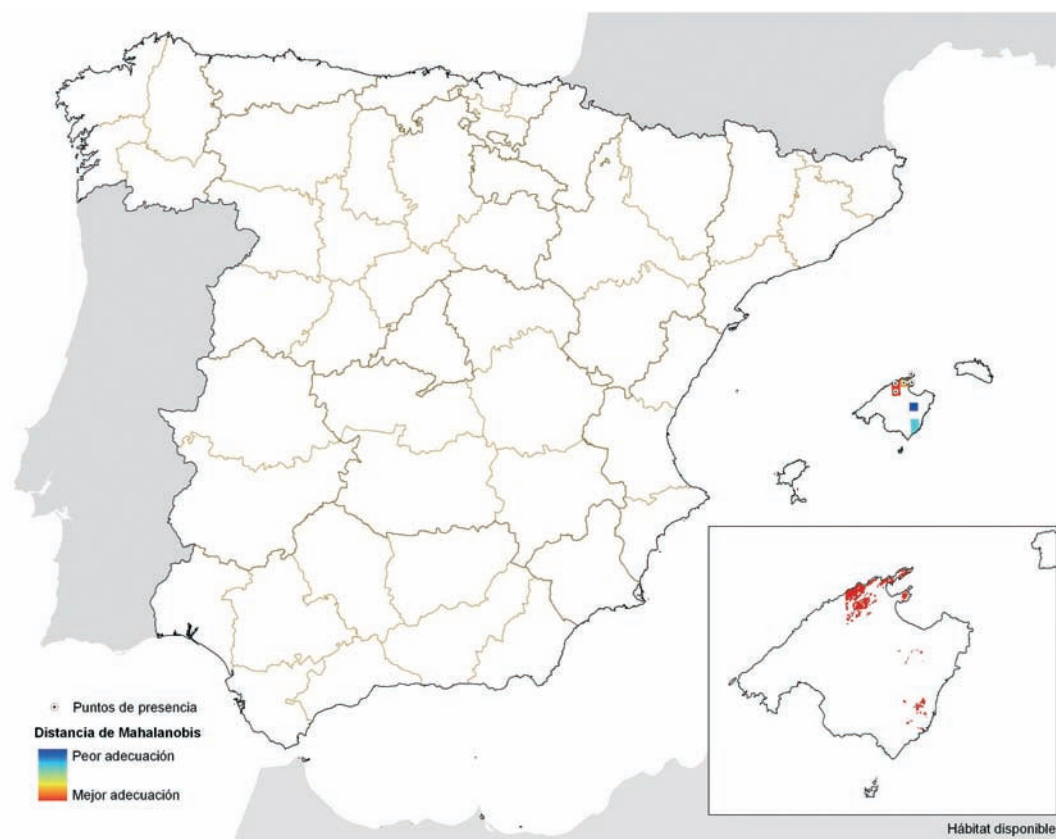 Puntos de presencia
Distancia de Mahalanobis
Peor adecuación
Mejor adecuación
Hábitat disponible